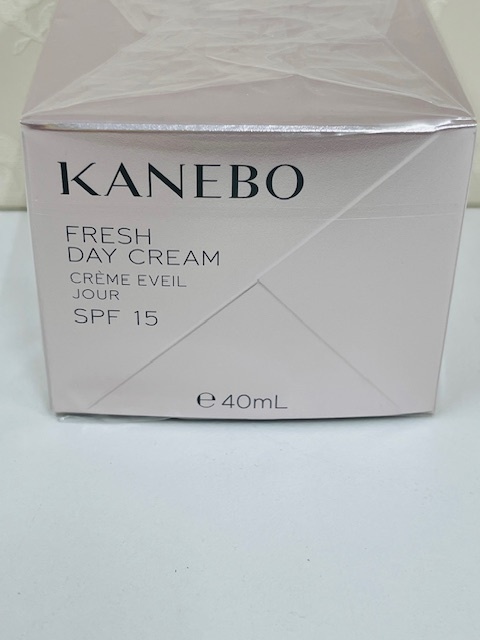 KANEBO
FRESH
DAY CREAM
CRÈME EVEIL
JOUR
SPF 15
℮ 40mL